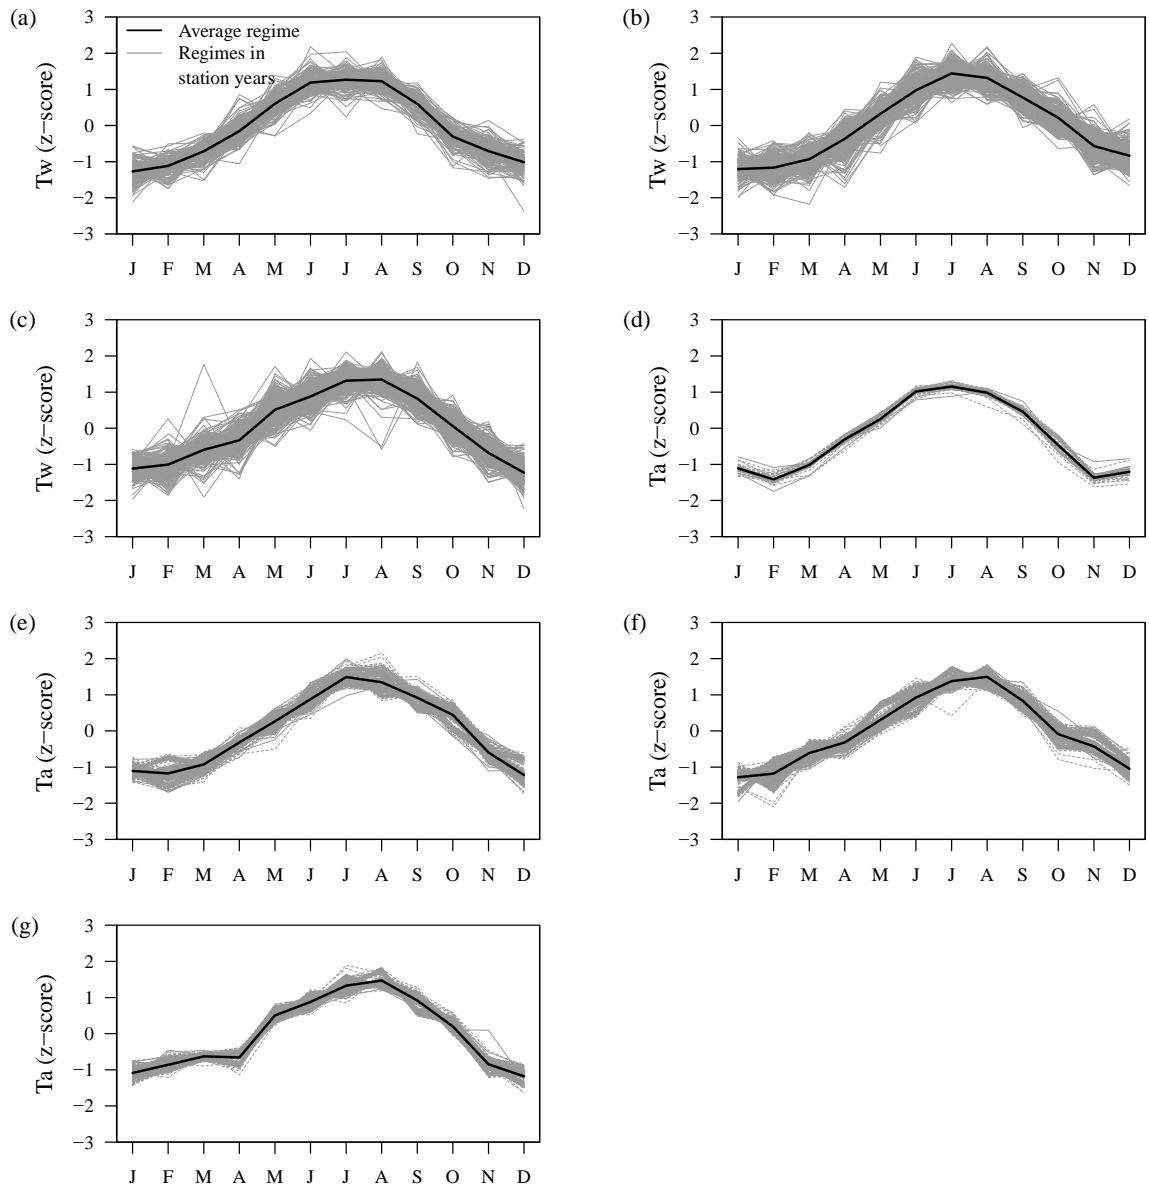 (a)
Tw (z−score)
3
2
1
0
−1
−2
−3
Average regime
Regimes in
station years
J F M A M J J A S O N D
(b)
Tw (z−score)
3
2
1
0
−1
−2
−3
J F M A M J J A S O N D
(c)
Tw (z−score)
3
2
1
0
−1
−2
−3
J F M A M J J A S O N D
(d)
Ta (z−score)
3
2
1
0
−1
−2
−3
J F M A M J J A S O N D
(e)
Ta (z−score)
3
2
1
0
−1
−2
−3
J F M A M J J A S O N D
(f)
Ta (z−score)
3
2
1
0
−1
−2
−3
J F M A M J J A S O N D
(g)
Ta (z−score)
3
2
1
0
−1
−2
−3
J F M A M J J A S O N D